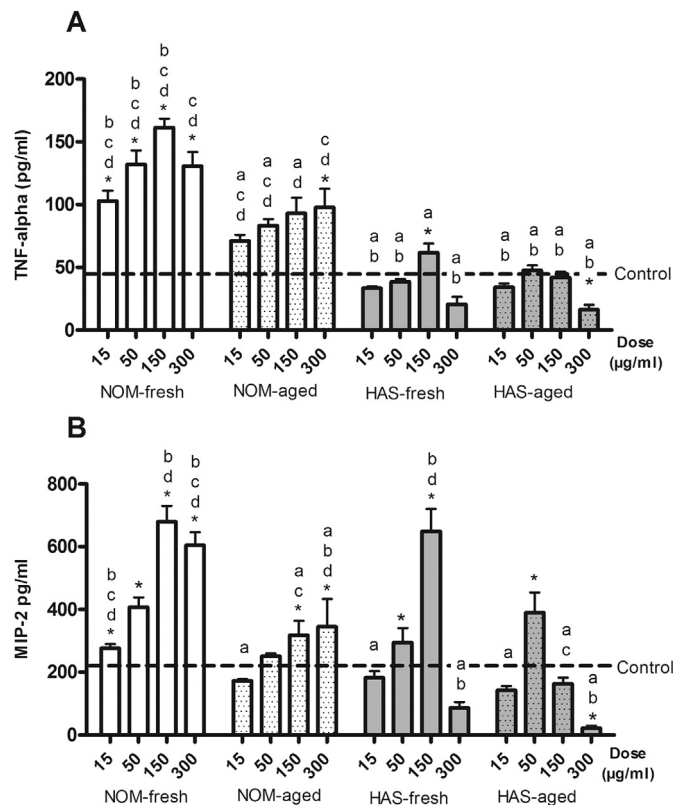 A
TNF-alpha (pg/ml)
200
150
100
50
0
b
c
d
*
b
c
d
*
b
c
d
*
c
d
*
a
c
d
a
c
d
a
d
c
d
*
a
b
a
b
a
*
a
b
a
b
a
b
a
b
a
b
*
Control
15 50 150 300 15 50 150 300 15 50 150 300 15 50 150 300
Dose
(µg/ml)
NOM-fresh NOM-aged HAS-fresh HAS-aged
B
MIP-2 pg/ml
800
600
400
200
0
b
c
d
*
*
b
d
*
b
c
d
*
a
a
c
*
a
b
d
*
a
*
b
d
*
a
b
a
*
a
c
a
b
*
Control
15 50 150 300 15 50 150 300 15 50 150 300 15 50 150 300
Dose
(µg/ml)
NOM-fresh NOM-aged HAS-fresh HAS-aged